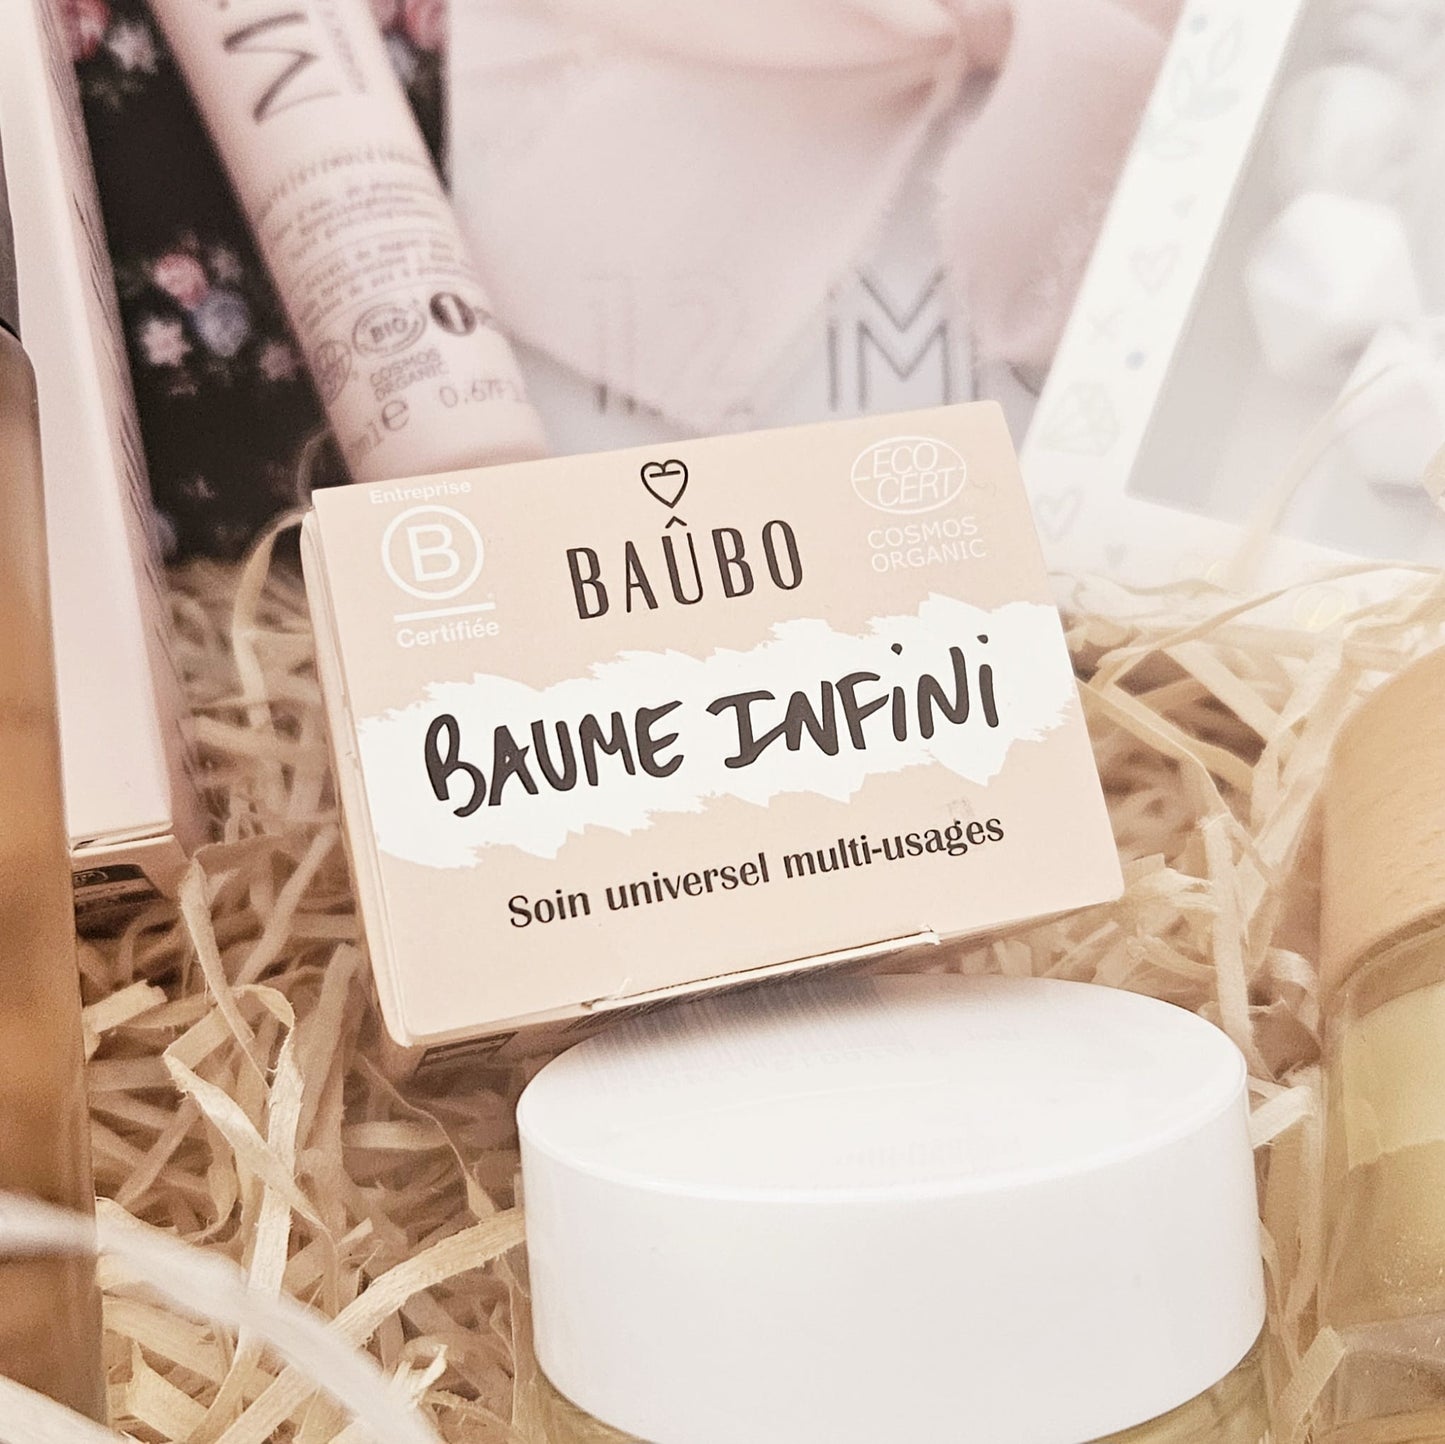 M
BIO
COSMOS
ORGANIC
Entreprise
B
Certifiée
BAÛBO
ECO
CERT
COSMOS
ORGANIC
BAUME INFiNi
Soin universel multi-usages